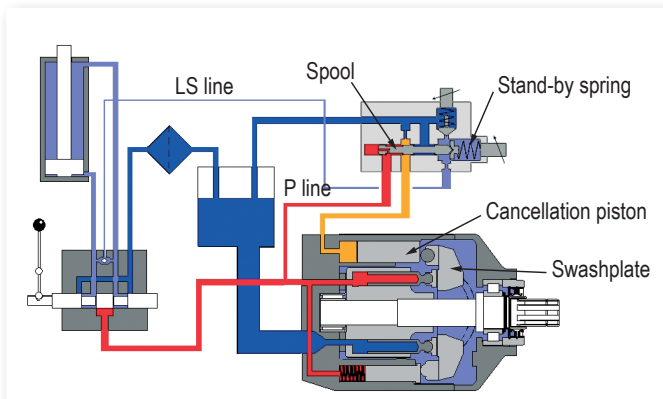 Spool
Stand-by spring
LS line
P line
Cancellation piston
Swashplate